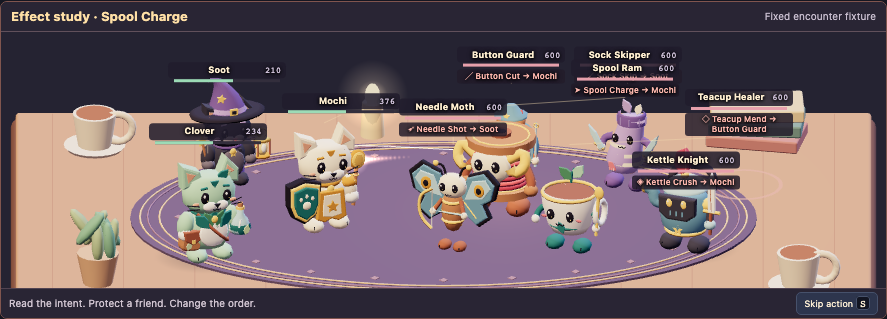 Effect study · Spool Charge
Fixed encounter fixture
Button Guard 600
Button Cut → Mochi
Sock Skipper 600
Spool Ram 600
Spool Charge → Mochi
Soot 210
Mochi 376
Needle Moth 600
Needle Shot → Soot
Teacup Healer 600
Teacup Mend →
Button Guard
Clover 234
Kettle Knight 600
Kettle Crush → Mochi
Read the intent. Protect a friend. Change the order.
Skip action S